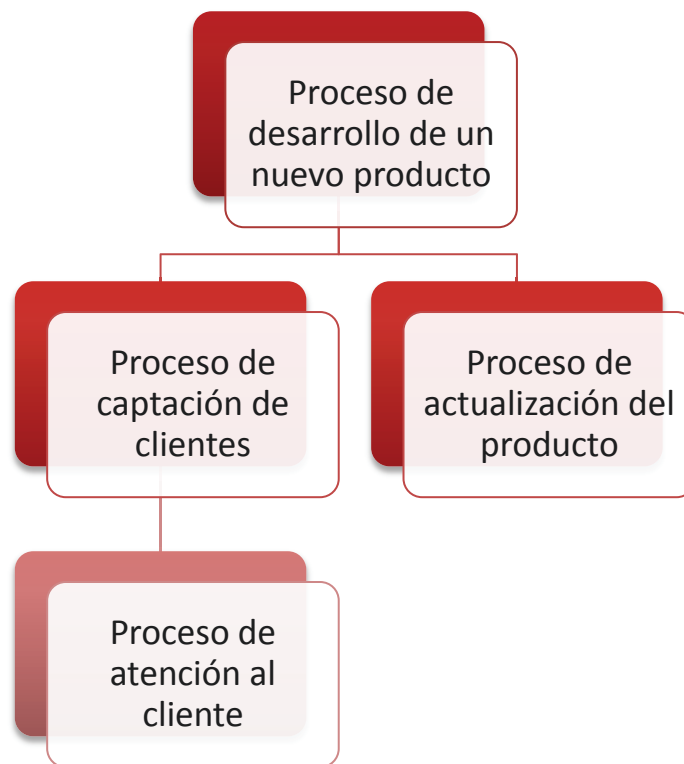 Proceso de
desarrollo de un
nuevo producto
Proceso de
captación de
clientes
Proceso de
actualización del
producto
Proceso de
atención al
cliente